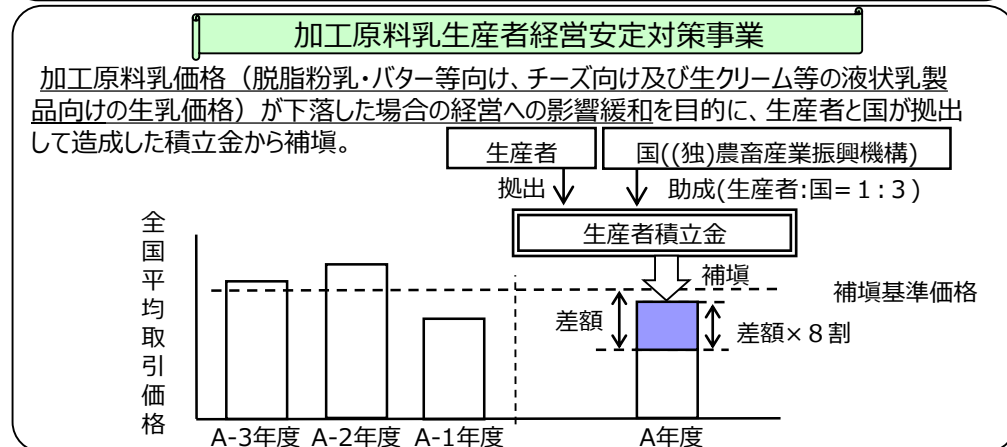 加工原料乳生産者経営安定対策事業
加工原料乳価格（脱脂粉乳・バター等向け、チーズ向け及び生クリーム等の液状乳製
品向けの生乳価格）が下落した場合の経営への影響緩和を目的に、生産者と国が拠出
して造成した積立金から補塡。
生産者
国((独)農畜産業振興機構)
拠出
助成(生産者:国=１:３)
生産者積立金
補塡
補塡基準価格
差額
差額×８割
全国平均取引価格
A-3年度 A-2年度 A-1年度
A年度